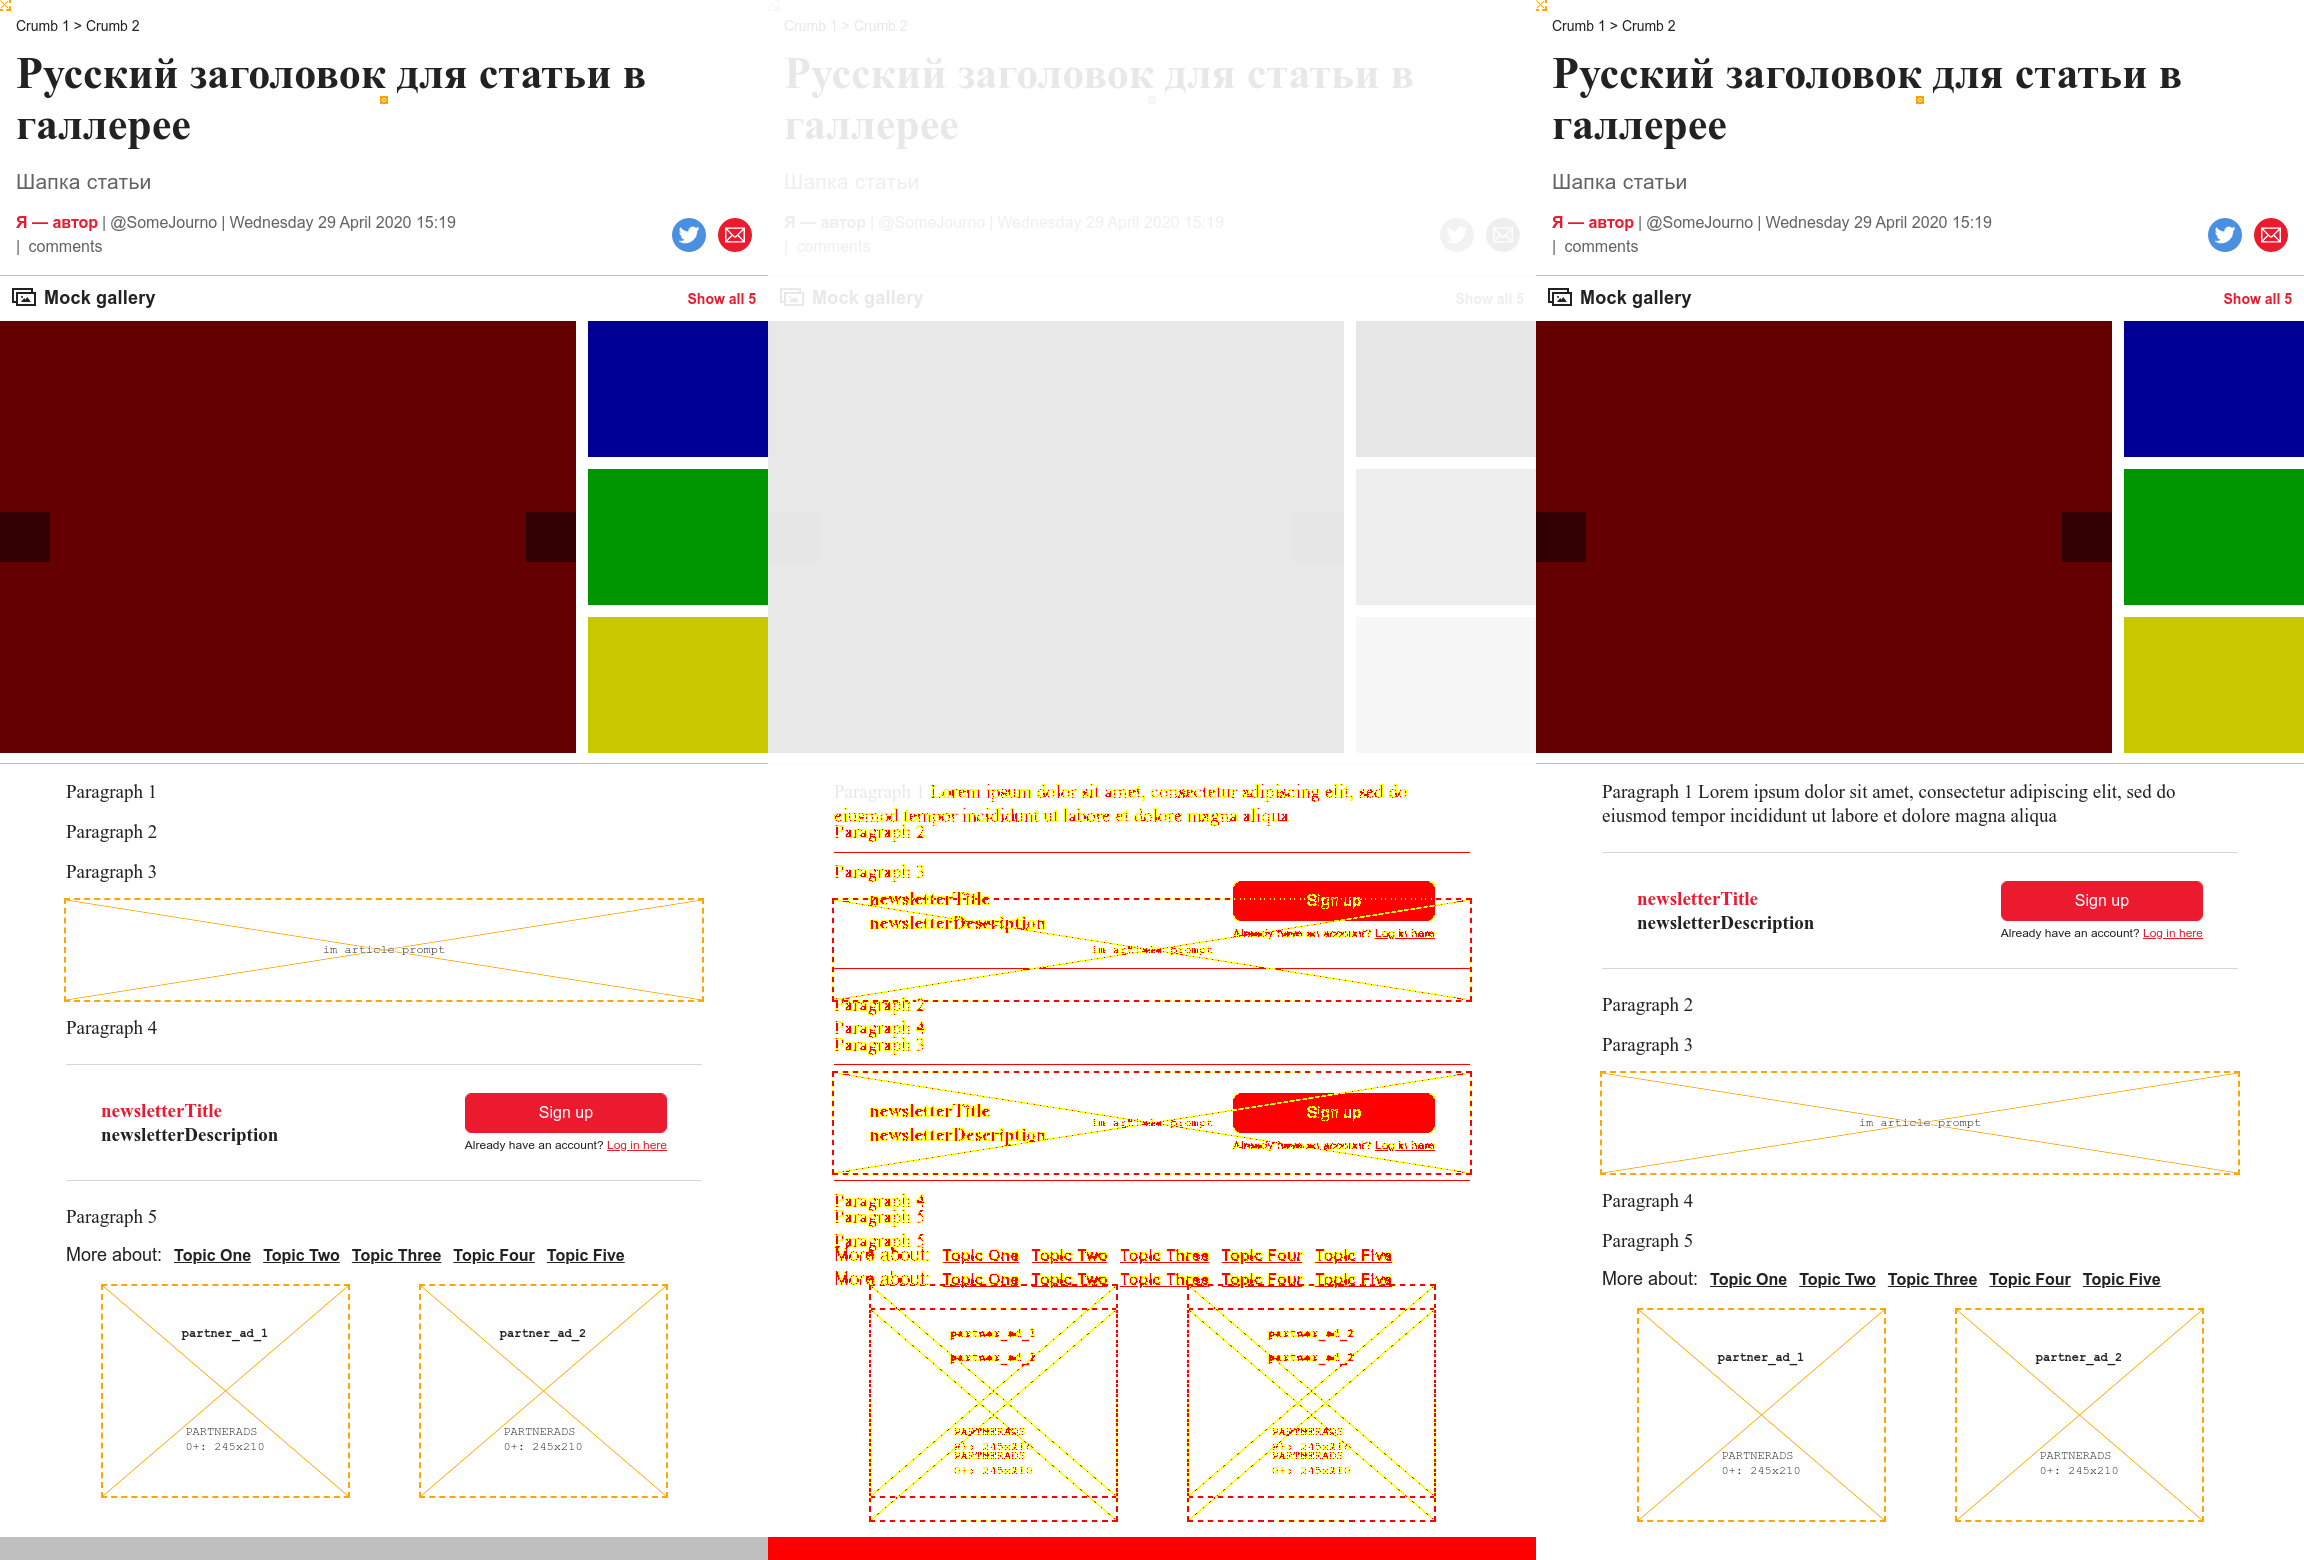 Crumb 1 > Crumb 2
Русский заголовок для статьи в
галлерее
Шапка статьи
Я — автор | @SomeJourno | Wednesday 29 April 2020 15:19
| comments
Mock gallery
Show all 5
Paragraph 1
Paragraph 2
Paragraph 3
im article prompt
Paragraph 4
newsletterTitle
newsletterDescription
Sign up
Already have an account? Log in here
Paragraph 5
More about: Topic One Topic Two Topic Three Topic Four Topic Five
partner_ad_1
PARTNERADS
0+: 245x210
partner_ad_2
PARTNERADS
0+: 245x210
Crumb 1 > Crumb 2
Русский заголовок для статьи в
галлерее
Шапка статьи
Я — автор | @SomeJourno | Wednesday 29 April 2020 15:19
| comments
Mock gallery
Show all 5
Paragraph 1 Lorem ipsum dolor sit amet, consectetur adipiscing elit, sed do
eiusmod tempor incididunt ut labore et dolore magna aliqua
Paragraph 2
Paragraph 3
newsletterTitle
newsletterDescription
Sign up
Already have an account? Log in here
im article prompt
Paragraph 2
Paragraph 4
Paragraph 3
newsletterTitle
newsletterDescription
im article prompt
Sign up
Already have an account? Log in here
Paragraph 4
Paragraph 5
Paragraph 5
More about: Topic One Topic Two Topic Three Topic Four Topic Five
More about: Topic One Topic Two Topic Three Topic Four Topic Five
partner_ad_1
partner_ad_1
PARTNERADS
0+: 245x210
PARTNERADS
0+: 245x210
partner_ad_2
partner_ad_2
PARTNERADS
0+: 245x210
PARTNERADS
0+: 245x210
Crumb 1 > Crumb 2
Русский заголовок для статьи в
галлерее
Шапка статьи
Я — автор | @SomeJourno | Wednesday 29 April 2020 15:19
| comments
Mock gallery
Show all 5
Paragraph 1 Lorem ipsum dolor sit amet, consectetur adipiscing elit, sed do
eiusmod tempor incididunt ut labore et dolore magna aliqua
newsletterTitle
newsletterDescription
Sign up
Already have an account? Log in here
Paragraph 2
Paragraph 3
im article prompt
Paragraph 4
Paragraph 5
More about: Topic One Topic Two Topic Three Topic Four Topic Five
partner_ad_1
PARTNERADS
0+: 245x210
partner_ad_2
PARTNERADS
0+: 245x210